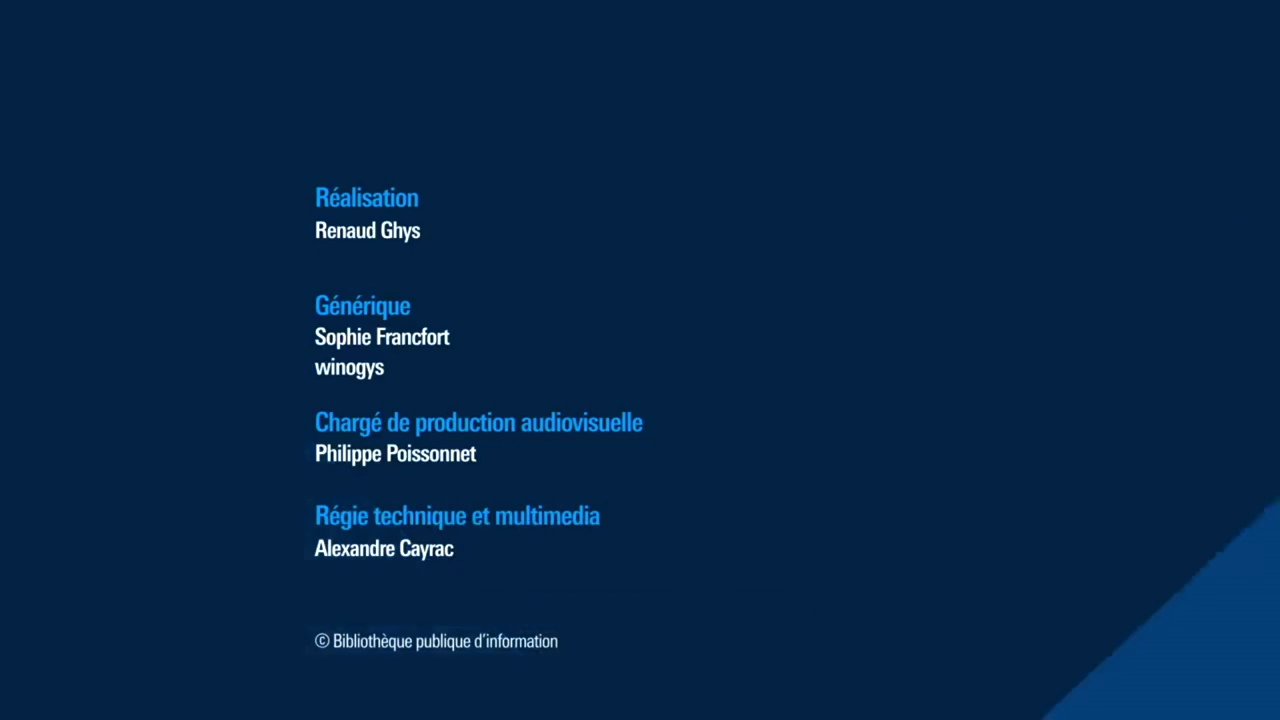 Réalisation
Renaud Ghys
Générique
Sophie Francfort
winogys
Chargé de production audiovisuelle
Philippe Poissonnet
Régie technique et multimedia
Alexandre Cayrac
© Bibliothèque publique d’information